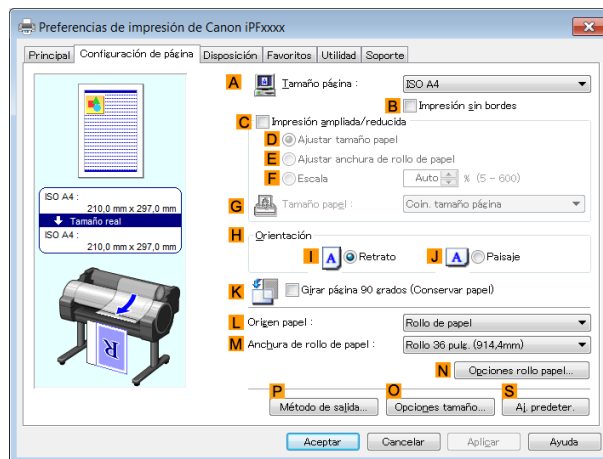 Preferencias de impresión de Canon iPFxxxx
Principal Configuración de página Disposición Favoritos Utilidad Soporte
A Tamaño página : ISO A4
B Impresión sin bordes
C Impresión ampliada/reducida
D Ajustar tamaño papel
E Ajustar anchura de rollo de papel
F Escala Auto % (5 - 600)
G Tamaño papel : Coin. tamaño página
ISO A4 :
210,0 mm x 297,0 mm
Tamaño real
ISO A4 :
210,0 mm x 297,0 mm
H Orientación
I A Retrato J A Paisaje
K Girar página 90 grados (Conservar papel)
L Origen papel : Rollo de papel
M Anchura de rollo de papel : Rollo 36 pulg. (914,4mm)
R
N Opciones rollo papel...
P O S
Método de salida... Opciones tamaño... Aj. predeter.
Aceptar Cancelar Aplicar Ayuda